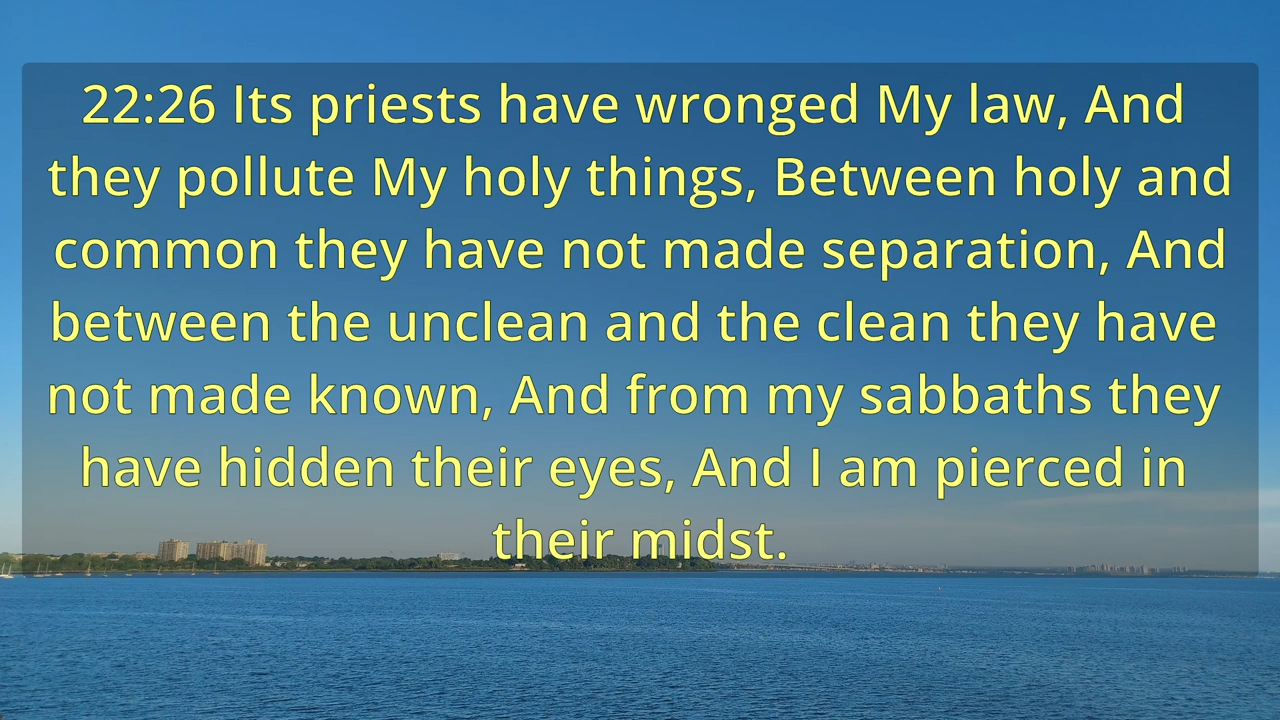 22:26 Its priests have wronged My law, And
they pollute My holy things, Between holy and
common they have not made separation, And
between the unclean and the clean they have
not made known, And from my sabbaths they
have hidden their eyes, And I am pierced in
their midst.